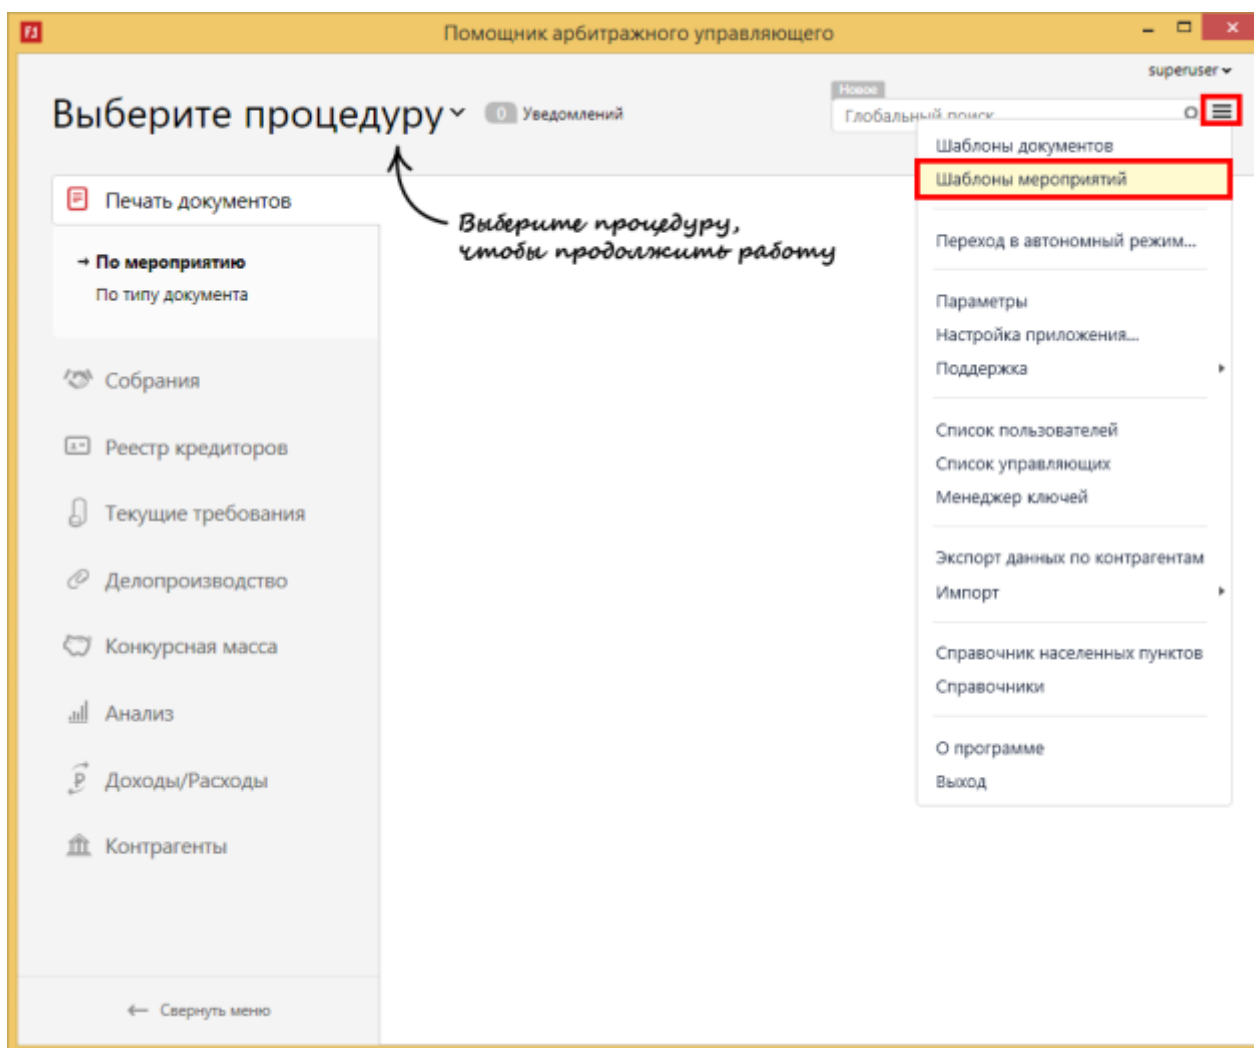 Помощник арбитражного управляющего
superuser
Выберите процедуру
0 Уведомлений
Новое
Глобальный поиск
Шаблоны документов
Шаблоны мероприятий
Переход в автономный режим...
Параметры
Настройка приложения...
Поддержка
Список пользователей
Список управляющих
Менеджер ключей
Экспорт данных по контрагентам
Импорт
Справочник населенных пунктов
Справочники
О программе
Выход
Выберите процедуру,
чтобы продолжить работу
Печать документов
→ По мероприятию
По типу документа
Собрания
Реестр кредиторов
Текущие требования
Делопроизводство
Конкурсная масса
Анализ
Доходы/Расходы
Контрагенты
← Свернуть меню